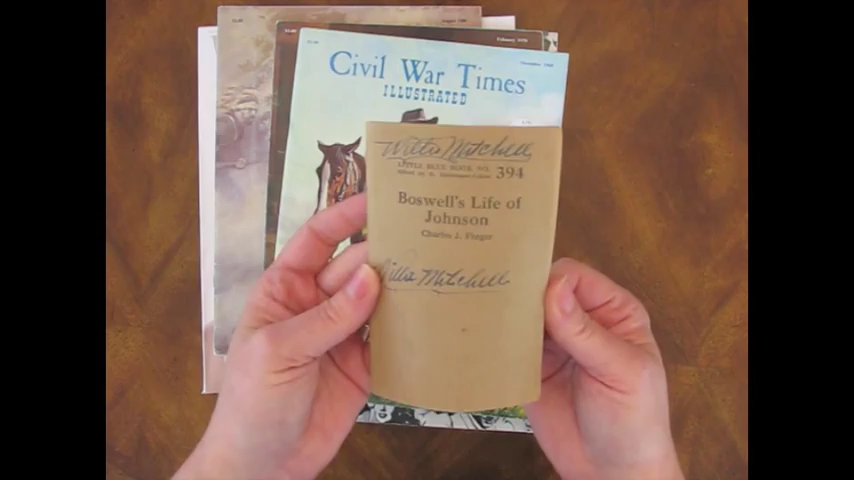 Civil War Times
ILLUSTRATED
Willis Mitchell
LITTLE BLUE BOOK NO. 394
Boswell's Life of
Johnson
Charles J. Finger
Willis Mitchell